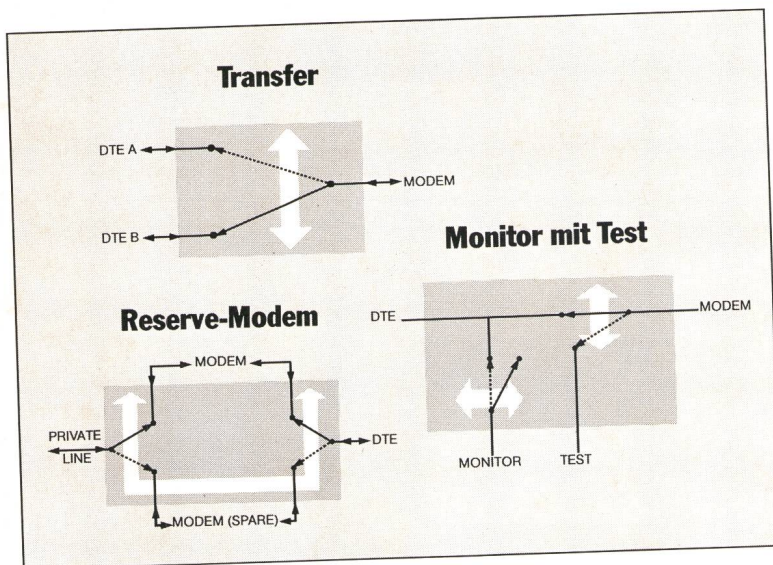 Transfer
DTE A
MODEM
DTE B
Monitor mit Test
DTE
MODEM
MONITOR
TEST
Reserve-Modem
MODEM
PRIVATE
LINE
DTE
MODEM (SPARE)